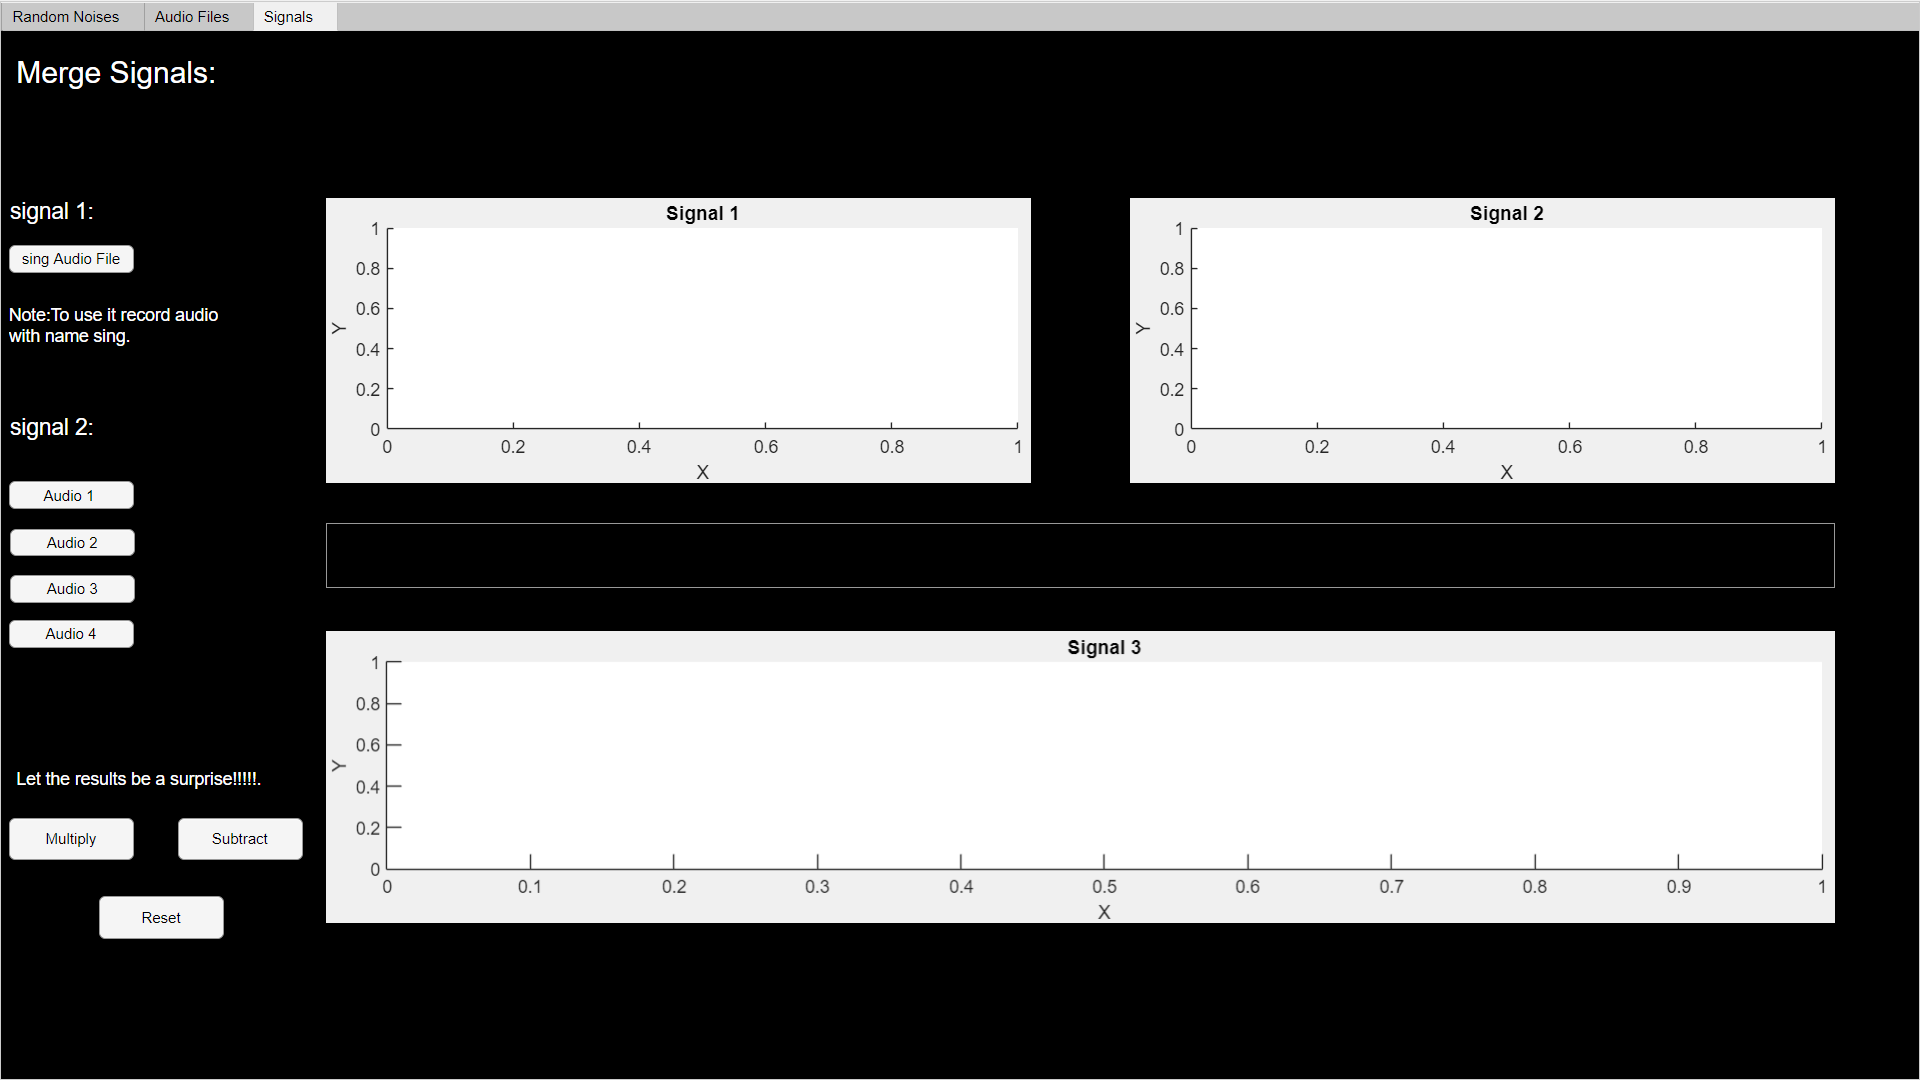 Random Noises
Audio Files
Signals
Merge Signals:
signal 1:
sing Audio File
Note:To use it record audio
with name sing.
signal 2:
Audio 1
Audio 2
Audio 3
Audio 4
Let the results be a surprise!!!!!.
Multiply
Subtract
Reset
Signal 1
1
0.8
0.6
0.4
0.2
0
Y
0 0.2 0.4 0.6 0.8 1
X
Signal 2
1
0.8
0.6
0.4
0.2
0
Y
0 0.2 0.4 0.6 0.8 1
X
Signal 3
1
0.8
0.6
0.4
0.2
0
Y
0 0.1 0.2 0.3 0.4 0.5 0.6 0.7 0.8 0.9 1
X